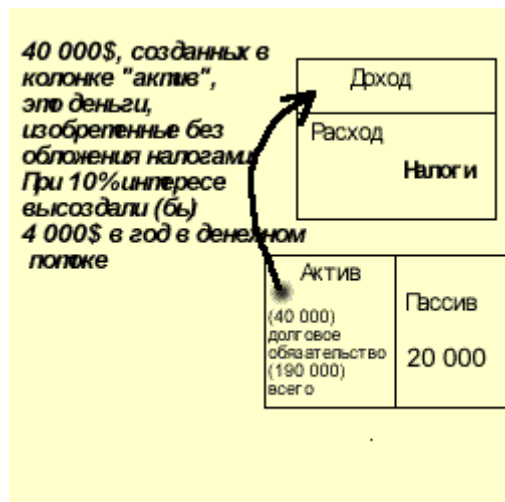 40 000$, созданных в
колонке "актив",
это деньги,
изобретенные без
обложения налогами
При 10% интересе
вы создали (бы)
4 000$ в год в денежном
потоке
Доход
Расход
Налоги
Актив
(40 000)
долговое
обязательство
(190 000)
всего
Пассив
20 000